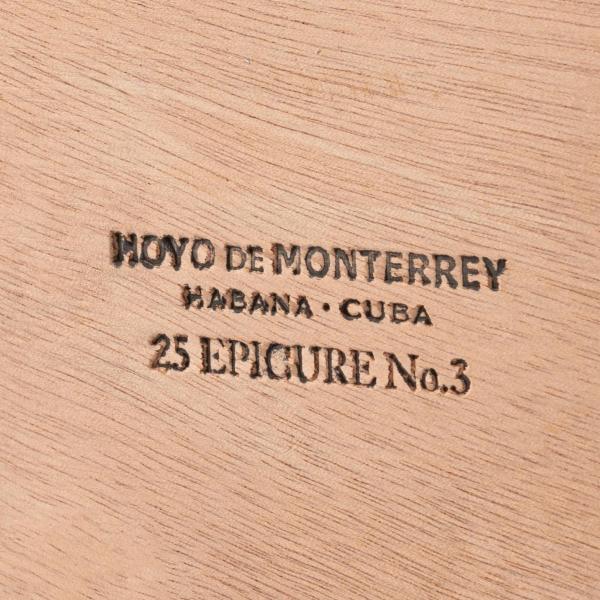 HOYO DE MONTERREY
HABANA · CUBA
25 EPICURE No.3